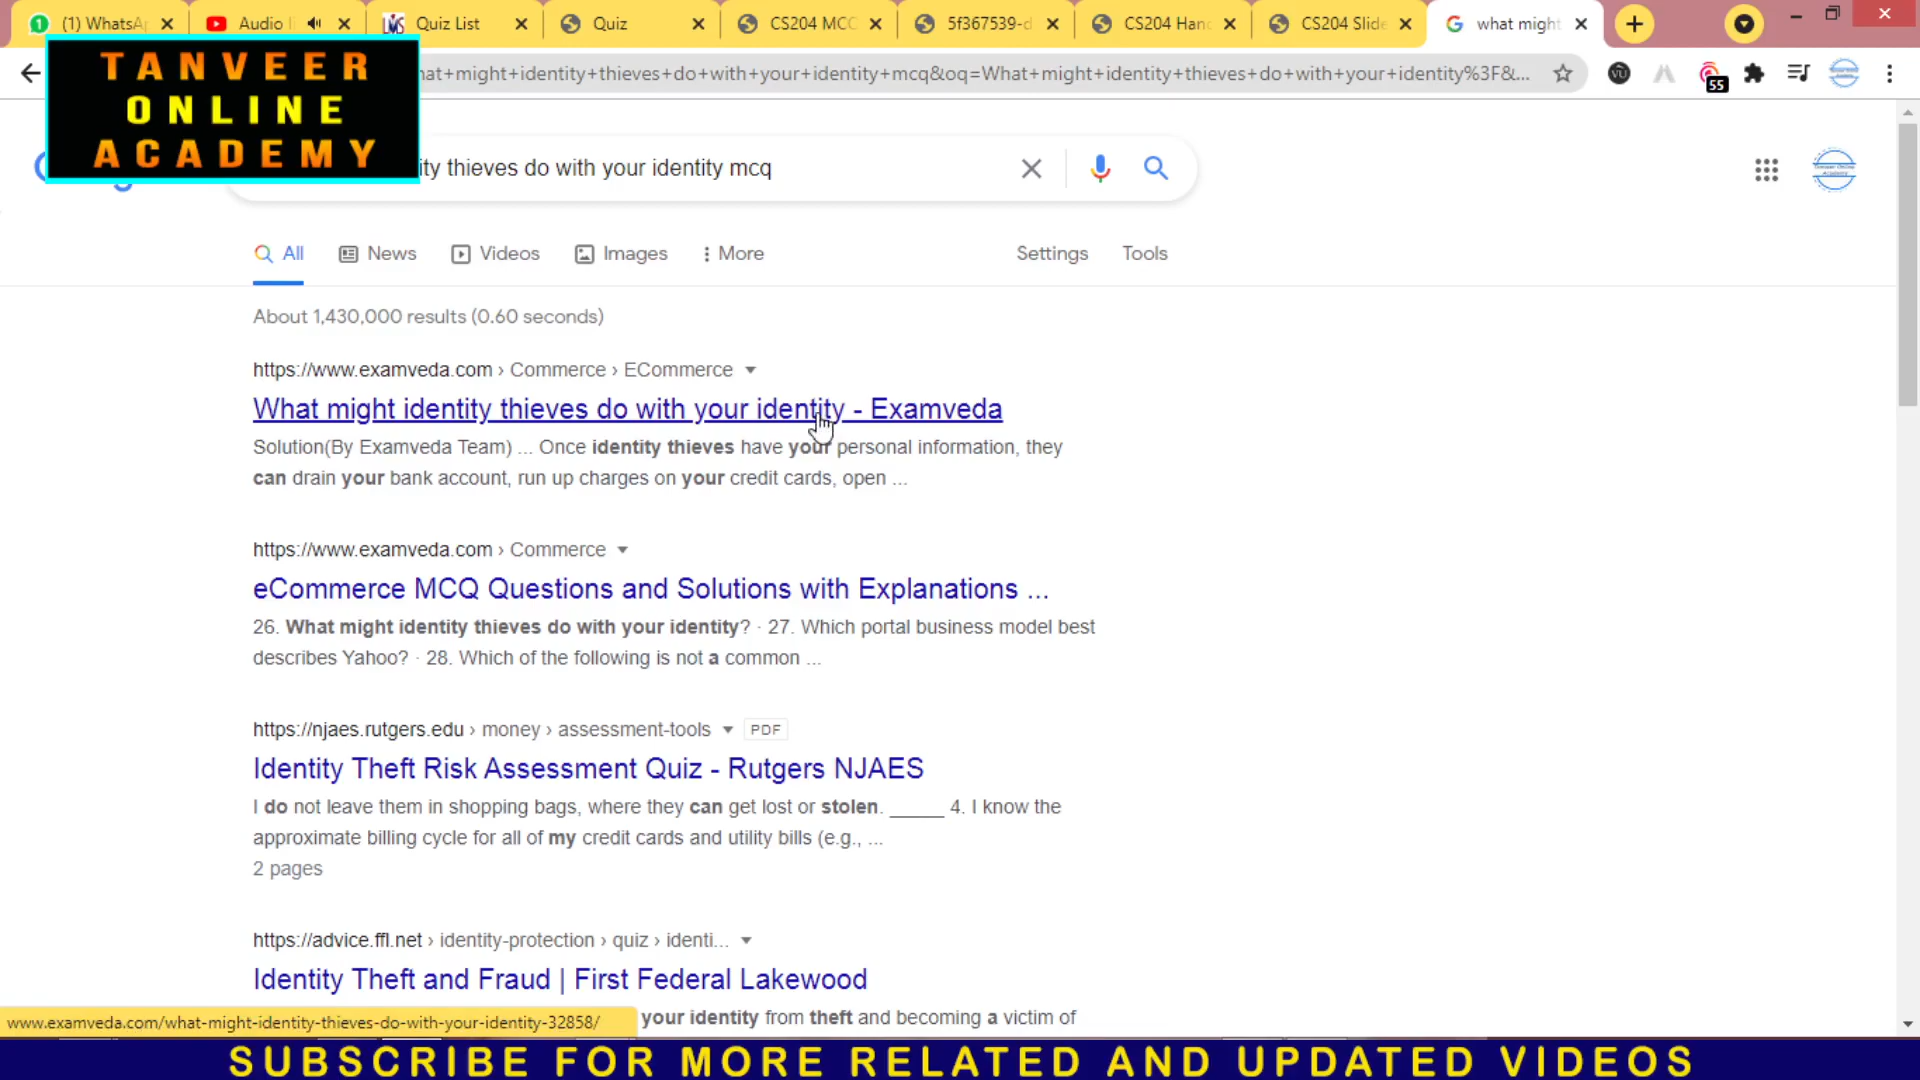 (1) WhatsA
Audio li
Quiz List
Quiz
CS204 MCC
5f367539-d
CS204 Hand
CS204 Slide
what might
TANVEER
ONLINE
ACADEMY
hat+might+identity+thieves+do+with+your+identity+mcq&oq=What+might+identity+thieves+do+with+your+identity%3F&...
55
ity thieves do with your identity mcq
All
News
Videos
Images
More
Settings
Tools
About 1,430,000 results (0.60 seconds)
https://www.examveda.com › Commerce › ECommerce
What might identity thieves do with your identity - Examveda
Solution(By Examveda Team) ... Once identity thieves have your personal information, they
can drain your bank account, run up charges on your credit cards, open ...
https://www.examveda.com › Commerce
eCommerce MCQ Questions and Solutions with Explanations ...
26. What might identity thieves do with your identity? · 27. Which portal business model best
describes Yahoo? · 28. Which of the following is not a common ...
https://njaes.rutgers.edu › money › assessment-tools
PDF
Identity Theft Risk Assessment Quiz - Rutgers NJAES
I do not leave them in shopping bags, where they can get lost or stolen. _____ 4. I know the
approximate billing cycle for all of my credit cards and utility bills (e.g., ...
2 pages
https://advice.ffl.net › identity-protection › quiz › identi...
Identity Theft and Fraud | First Federal Lakewood
your identity from theft and becoming a victim of
www.examveda.com/what-might-identity-thieves-do-with-your-identity-32858/
SUBSCRIBE FOR MORE RELATED AND UPDATED VIDEOS